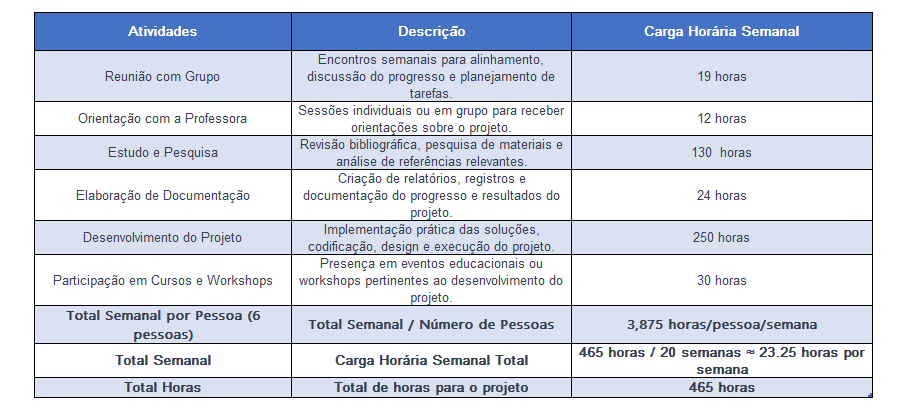 Atividades
Descrição
Carga Horária Semanal
Reunião com Grupo
Encontros semanais para alinhamento,
discussão do progresso e planejamento de
tarefas.
19 horas
Orientação com a Professora
Sessões individuais ou em grupo para receber
orientações sobre o projeto.
12 horas
Estudo e Pesquisa
Revisão bibliográfica, pesquisa de materiais e
análise de referências relevantes.
130 horas
Elaboração de Documentação
Criação de relatórios, registros e
documentação do progresso e resultados do
projeto.
24 horas
Desenvolvimento do Projeto
Implementação prática das soluções,
codificação, design e execução do projeto.
250 horas
Participação em Cursos e Workshops
Presença em eventos educacionais ou
workshops pertinentes ao desenvolvimento do
projeto.
30 horas
Total Semanal por Pessoa (6
pessoas)
Total Semanal / Número de Pessoas
3,875 horas/pessoa/semana
Total Semanal
Carga Horária Semanal Total
465 horas / 20 semanas ≈ 23.25 horas por
semana
Total Horas
Total de horas para o projeto
465 horas